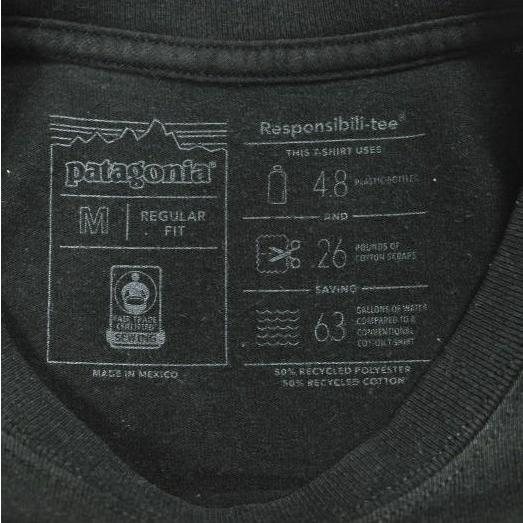 patagonia®
M
REGULAR
FIT
FAIR TRADE
CERTIFIED
SEWING
MADE IN MEXICO
Responsibili-tee®
THIS T-SHIRT USES
4.8 PLASTIC BOTTLES
AND
.26 POUNDS OF
COTTON SCRAPS
SAVING
63 GALLONS OF WATER
COMPARED TO A
CONVENTIONAL
COTTON T-SHIRT
50% RECYCLED POLYESTER
50% RECYCLED COTTON